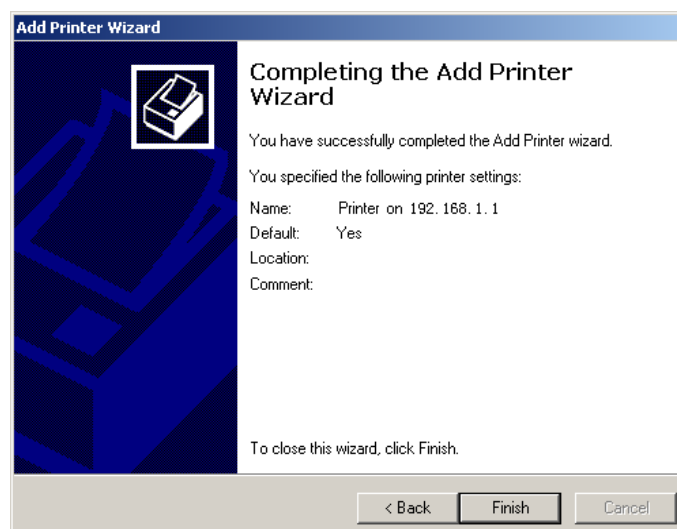 Add Printer Wizard
Completing the Add Printer
Wizard
You have successfully completed the Add Printer wizard.
You specified the following printer settings:
Name: Printer on 192.168.1.1
Default: Yes
Location:
Comment:
To close this wizard, click Finish.
< Back Finish Cancel